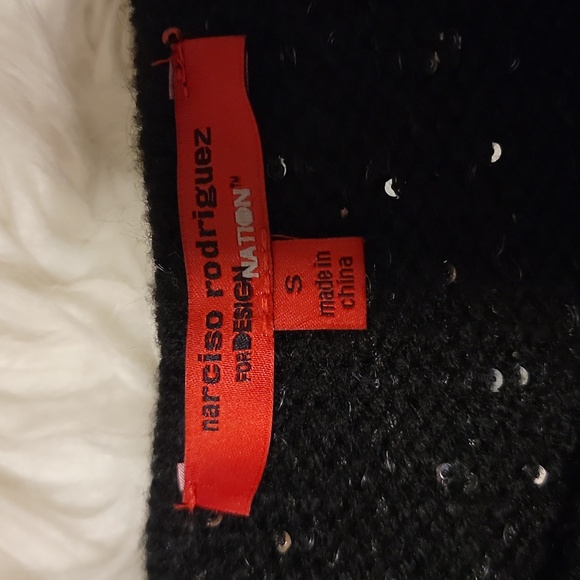 narciso rodriguez
FOR DESIGNATION™
S
made in
china